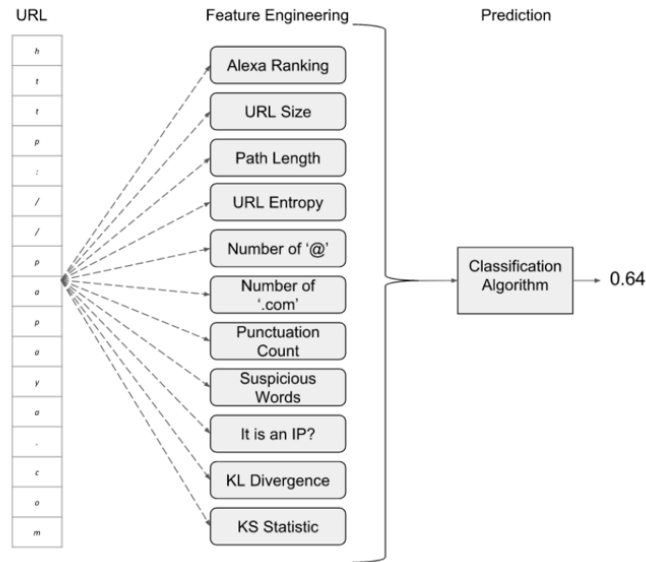 URL
Feature Engineering
Prediction
h
t
t
p
:
/
/
p
a
p
a
y
a
.
c
o
m
Alexa Ranking
URL Size
Path Length
URL Entropy
Number of ‘@’
Number of
‘.com’
Punctuation
Count
Suspicious
Words
It is an IP?
KL Divergence
KS Statistic
Classification
Algorithm
0.64